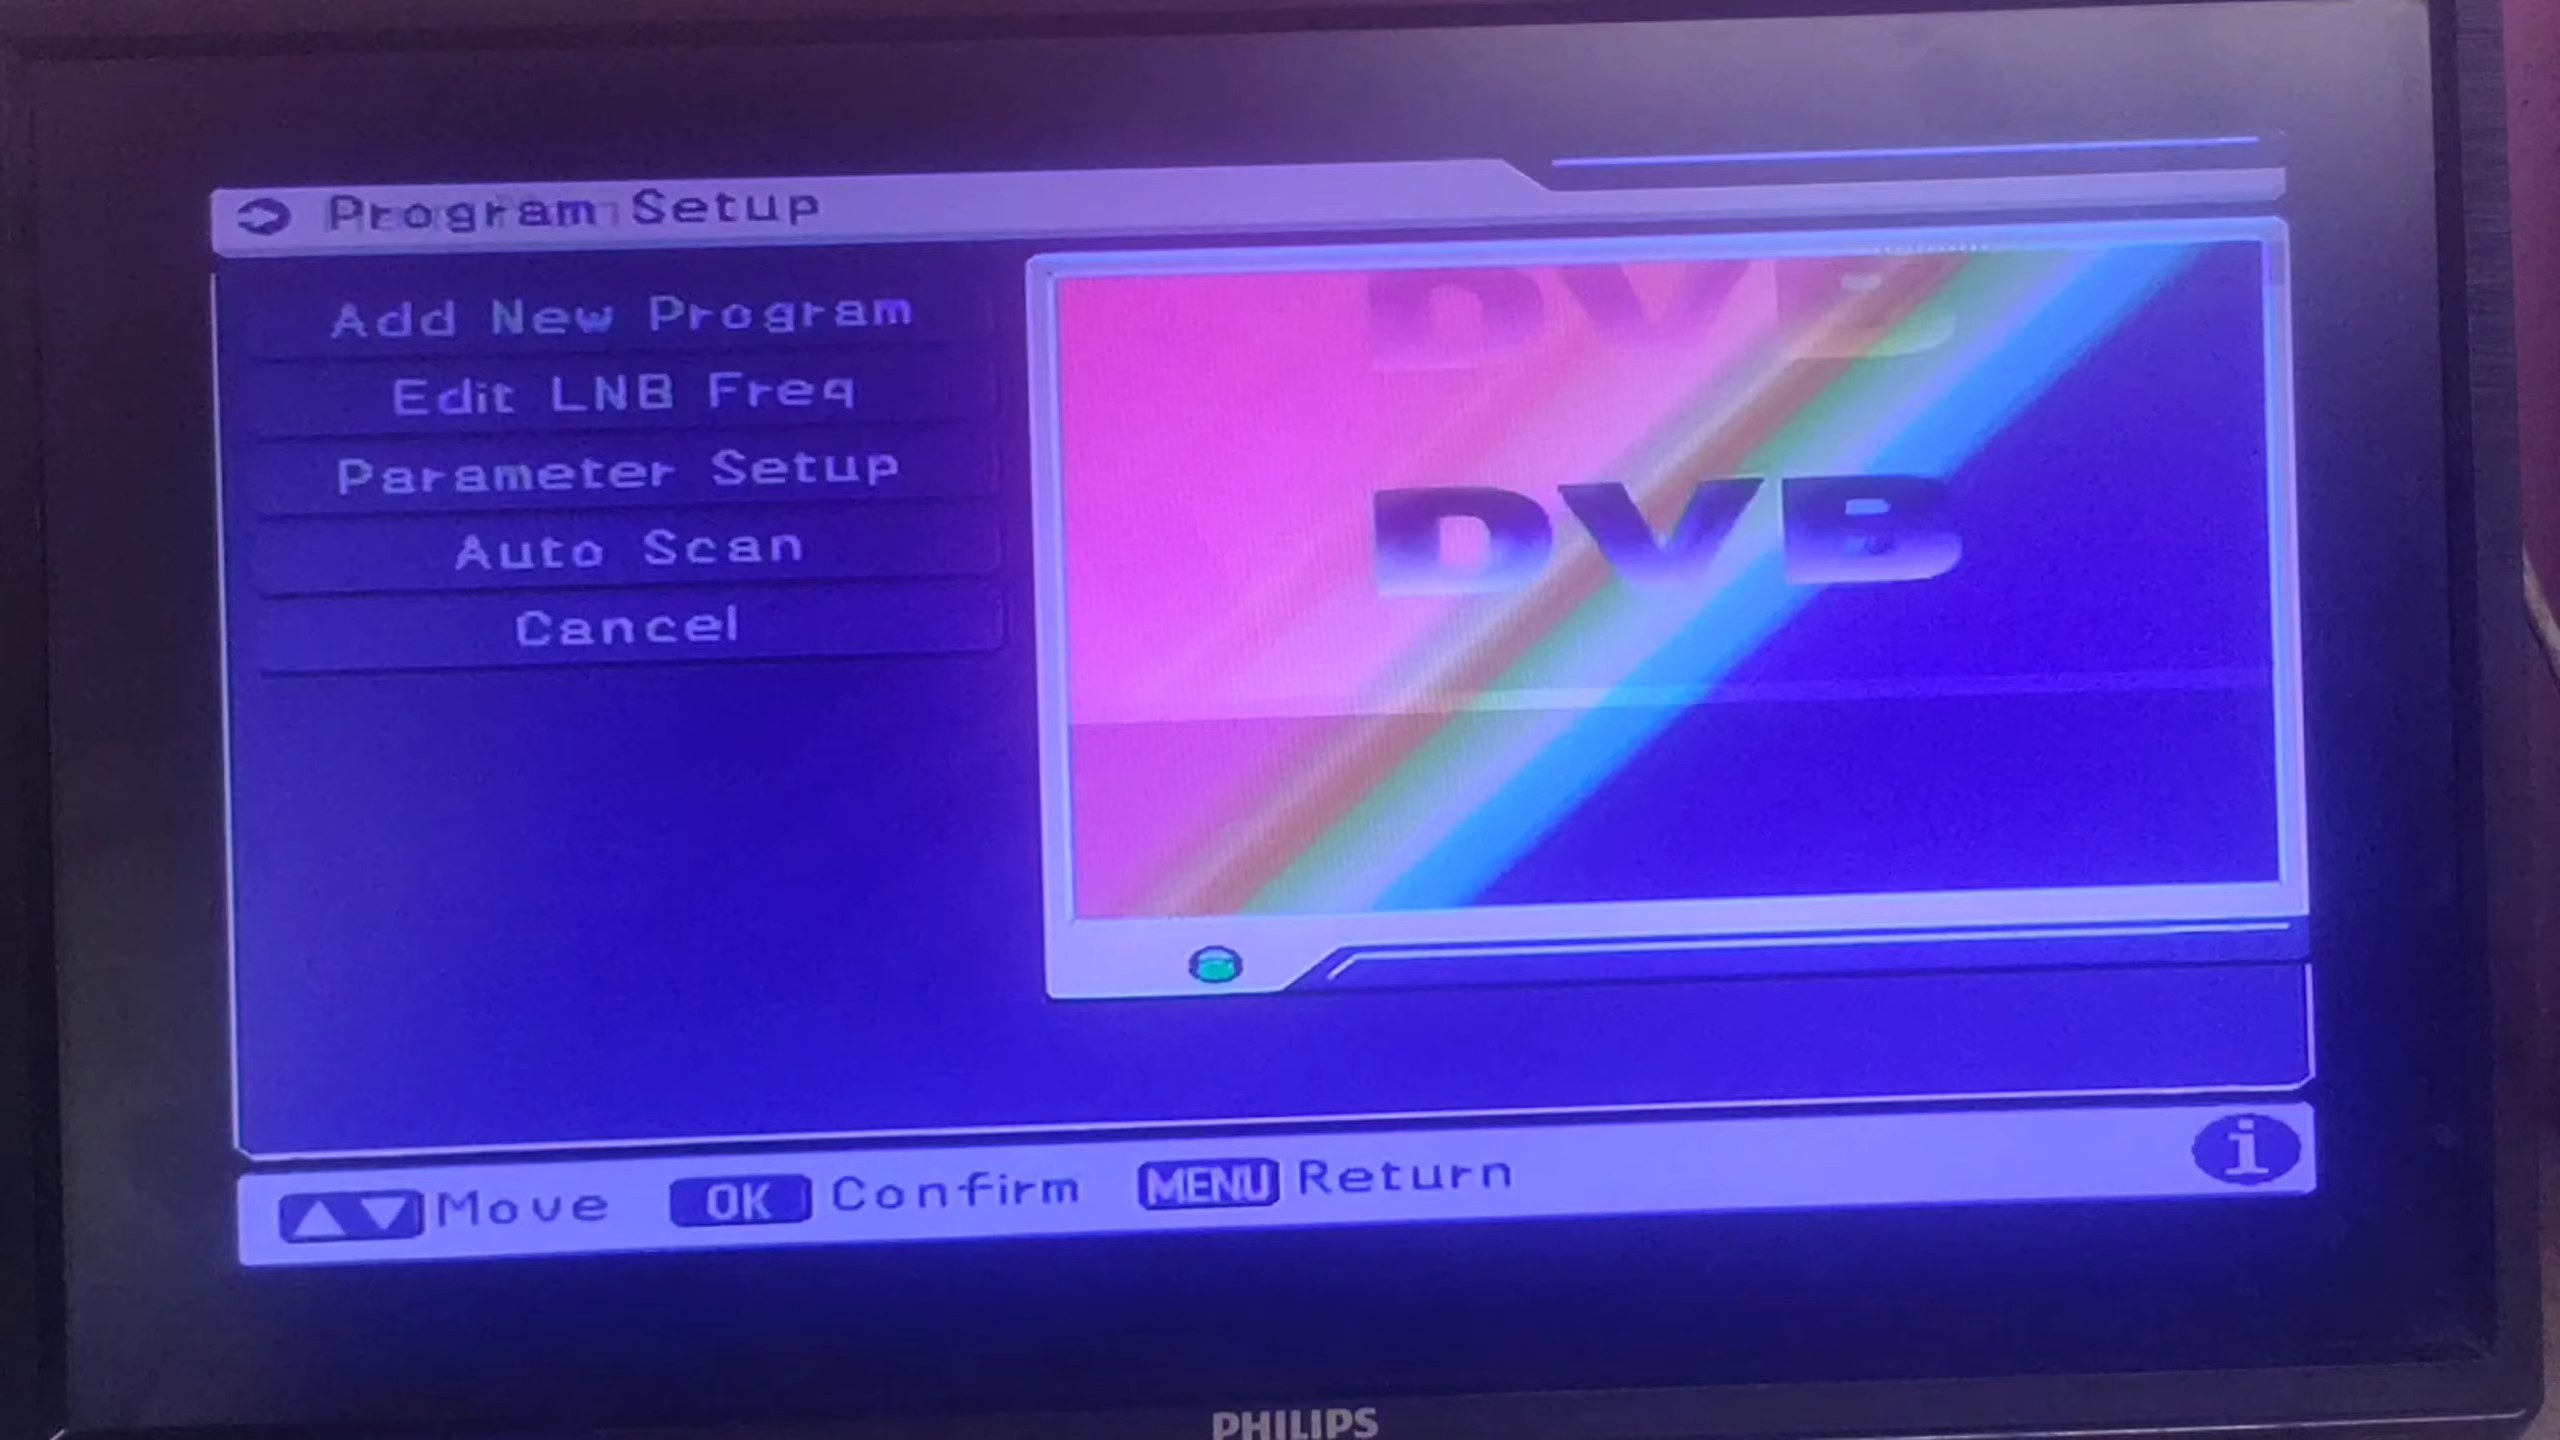 Program Setup
Add New Program
Edit LNB Freq
Parameter Setup
Auto Scan
Cancel
DVB
DVB
Move OK Confirm MENU Return i
PHILIPS